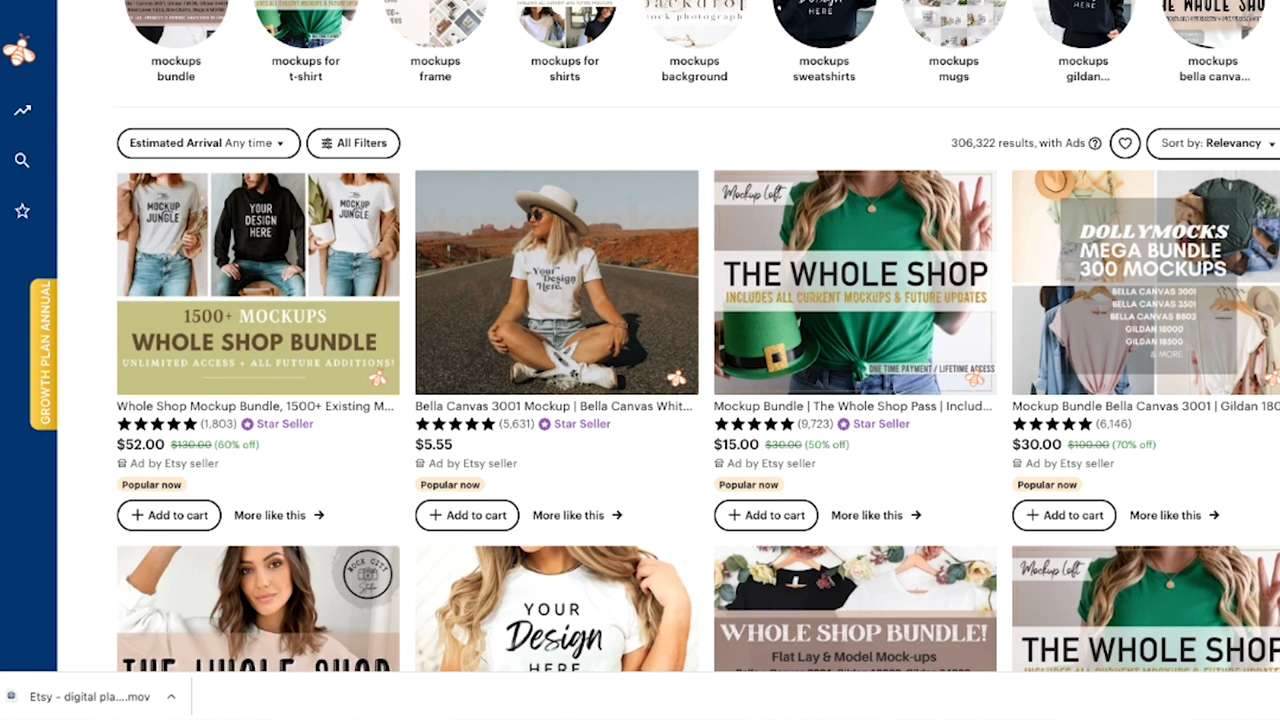 HERE
HERE
mockups
bundle
mockups for
t-shirt
mockups
frame
mockups for
shirts
mockups
background
mockups
sweatshirts
mockups
mugs
mockups
gildan...
mockups
bella canva...
Estimated Arrival Any time
All Filters
306,322 results, with Ads
Sort by: Relevancy
GROWTH PLAN ANNUAL
MOCKUP
JUNGLE
YOUR
DESIGN
HERE
MOCKUP
JUNGLE
1500+ MOCKUPS
WHOLE SHOP BUNDLE
UNLIMITED ACCESS + ALL FUTURE ADDITIONS!
Your
Design
Here.
Mockup Loft
THE WHOLE SHOP
INCLUDES ALL CURRENT MOCKUPS & FUTURE UPDATES
ONE TIME PAYMENT / LIFETIME ACCESS
DOLLYMOCKS
MEGA BUNDLE
300 MOCKUPS
BELLA CANVAS 3001
BELLA CANVAS 3501
BELLA CANVAS 8803
GILDAN 18000
GILDAN 18500
& MORE
Whole Shop Mockup Bundle, 1500+ Existing M...
(1,803) Star Seller
$52.00 $130.00 (60% off)
Ad by Etsy seller
Popular now
Add to cart More like this
Bella Canvas 3001 Mockup | Bella Canvas Whit...
(5,631) Star Seller
$5.55
Ad by Etsy seller
Popular now
Add to cart More like this
Mockup Bundle | The Whole Shop Pass | Includ...
(9,723) Star Seller
$15.00 $30.00 (50% off)
Ad by Etsy seller
Popular now
Add to cart More like this
Mockup Bundle Bella Canvas 3001 | Gildan 180
(6,146)
$30.00 $100.00 (70% off)
Ad by Etsy seller
Popular now
Add to cart More like this
ROCK CITY
Studio
THE WHOLE SHOP
YOUR
Design
HERE
WHOLE SHOP BUNDLE!
Flat Lay & Model Mock-ups
Mockup Loft
THE WHOLE SHOP
INCLUDES ALL CURRENT MOCKUPS & FUTURE UPDATES
Etsy - digital pla....mov